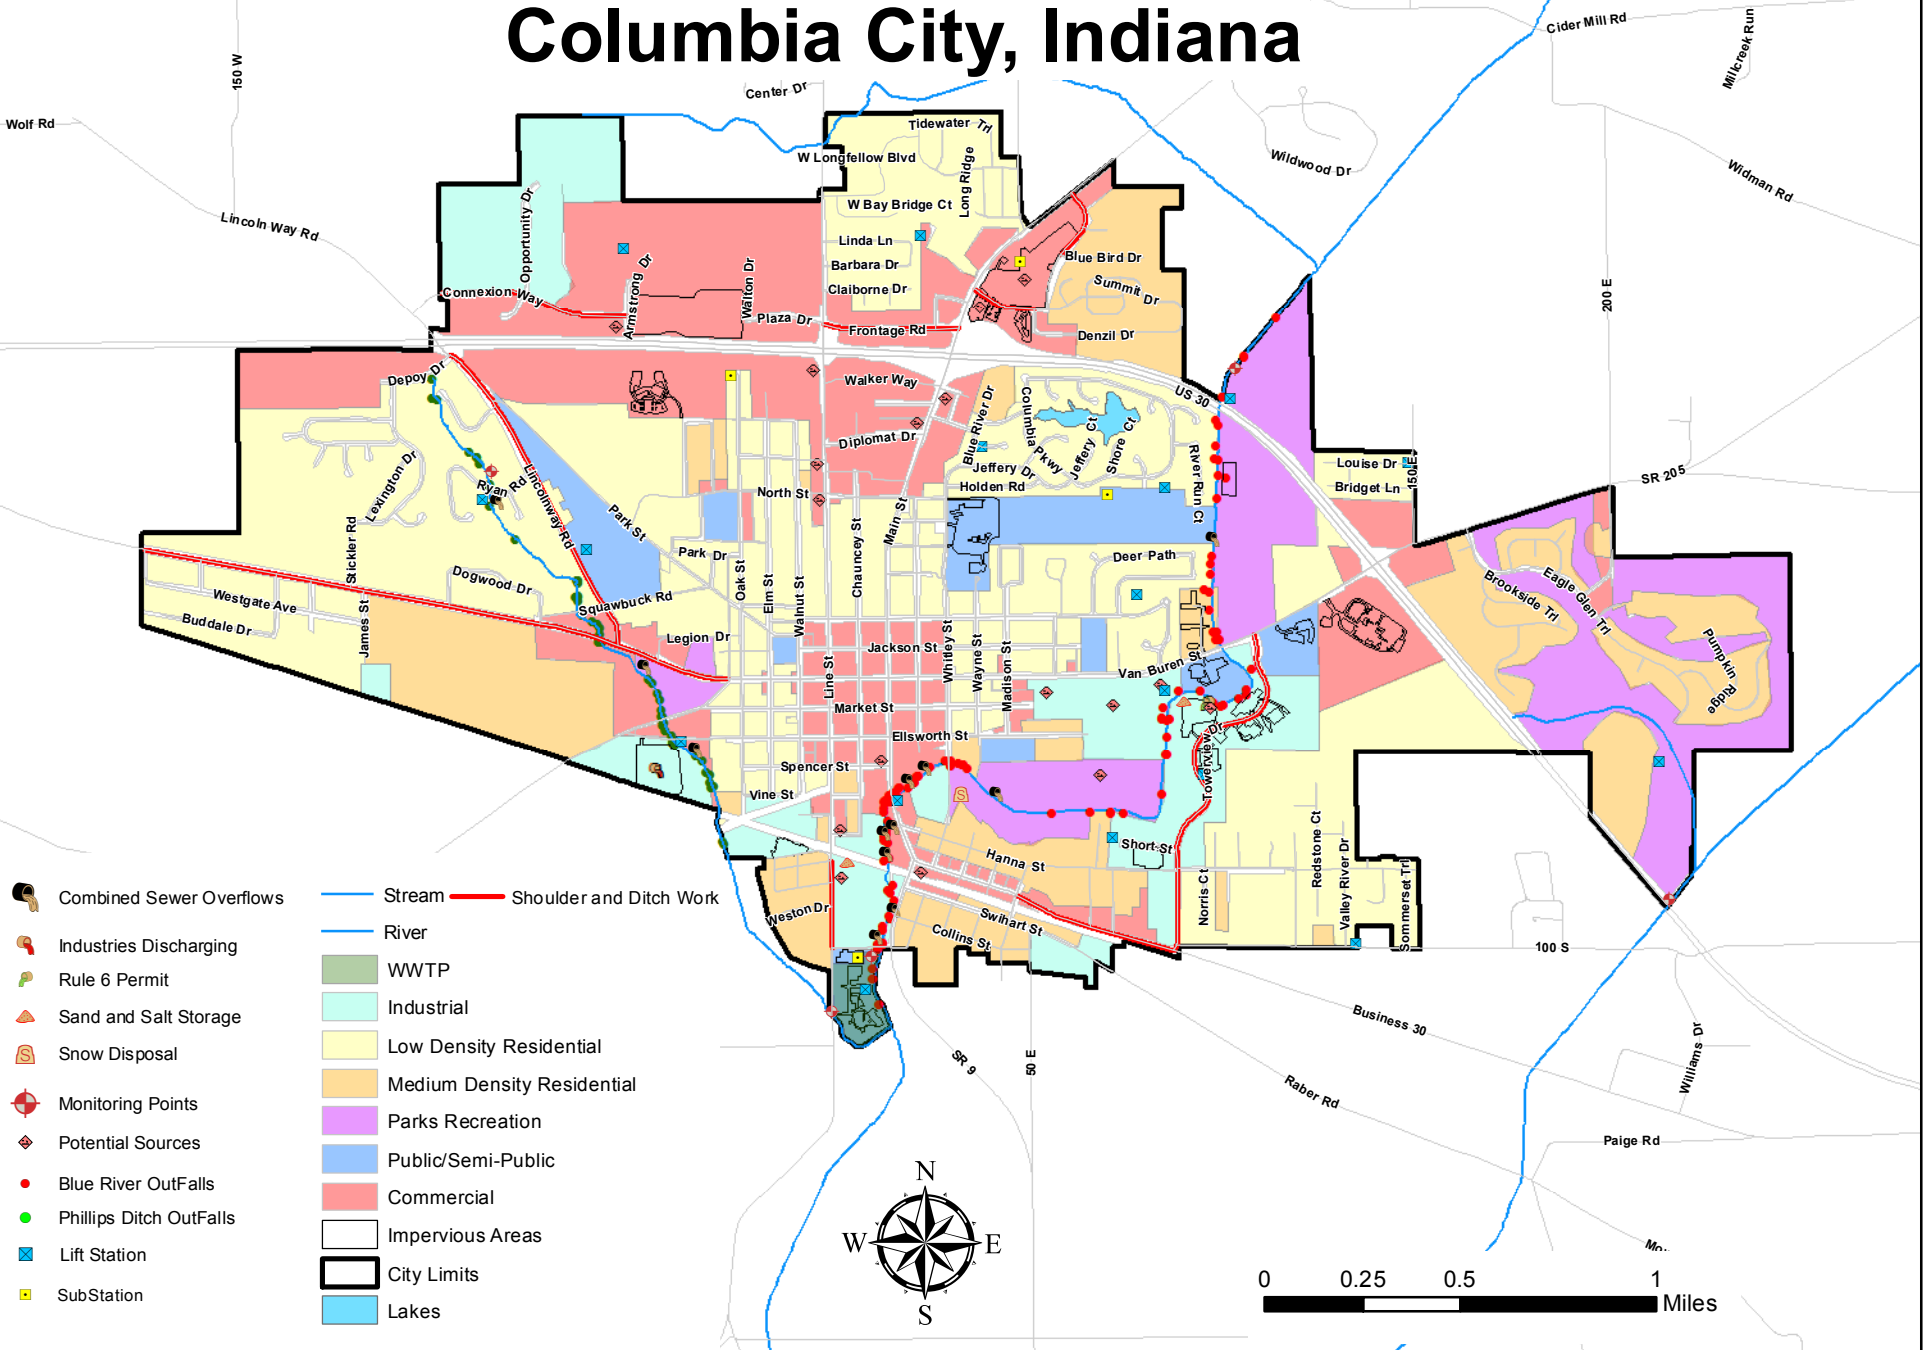 Columbia City, Indiana
150 W
Wolf Rd
Lincoln Way Rd
Center Dr
Cider Mill Rd
Millcreek Run
Wildwood Dr
Widman Rd
200 E
Tidewater Trl
W Longfellow Blvd
Long Ridge
W Bay Bridge Ct
Linda Ln
Barbara Dr
Claiborne Dr
Opportunity Dr
Connexion Way
Armstrong Dr
Walton Dr
Plaza Dr
Frontage Rd
Blue Bird Dr
Summit Dr
Denzil Dr
Depoy Dr
Walker Way
US 30
Diplomat Dr
Blue River Dr
Columbia Pkwy
Jeffery Ct
Shore Ct
Jeffery Dr
Holden Rd
River Run Ct
Louise Dr
Bridget Ln
150 E
SR 205
Lexington Dr
Ryan Rd
Lincolnway Rd
North St
Park St
Main St
Chauncey St
Stickler Rd
Park Dr
Oak St
Elm St
Walnut St
Deer Path
Dogwood Dr
Squawbuck Rd
Westgate Ave
Buddale Dr
James St
Legion Dr
Brookside Trl
Eagle Glen Trl
Pumpkin Ridge
Jackson St
Line St
Whitley St
Wayne St
Madison St
Van Buren St
Market St
Ellsworth St
Spencer St
Vine St
Towerview Dr
Hanna St
Short St
Redstone Ct
Valley River Dr
Sommerset Trl
Norris Ct
Weston Dr
Swihart St
Collins St
100 S
Business 30
Williams Dr
SR 9
50 E
Raber Rd
Paige Rd
Combined Sewer Overflows
Industries Discharging
Rule 6 Permit
Sand and Salt Storage
S
Snow Disposal
Monitoring Points
Potential Sources
Blue River OutFalls
Phillips Ditch OutFalls
Lift Station
SubStation
Stream
Shoulder and Ditch Work
River
WWTP
Industrial
Low Density Residential
Medium Density Residential
Parks Recreation
Public/Semi-Public
Commercial
Impervious Areas
City Limits
Lakes
N
W
E
S
0 0.25 0.5 1
Miles